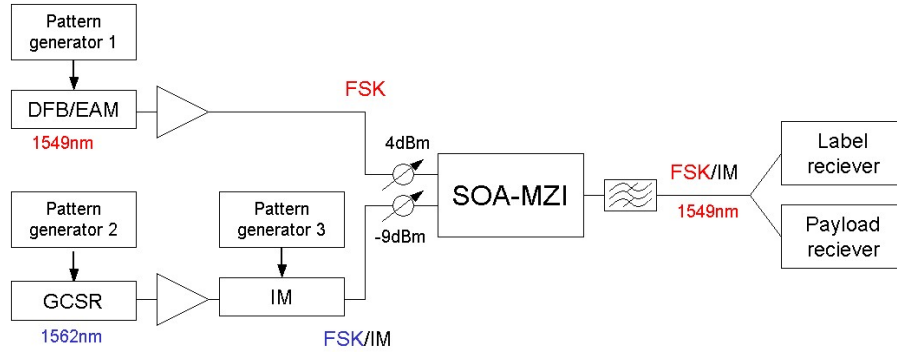 Pattern
generator 1
DFB/EAM
1549nm
FSK
4dBm
-9dBm
Pattern
generator 2
GCSR
1562nm
Pattern
generator 3
IM
FSK/IM
SOA-MZI
FSK/IM
1549nm
Label
reciever
Payload
reciever